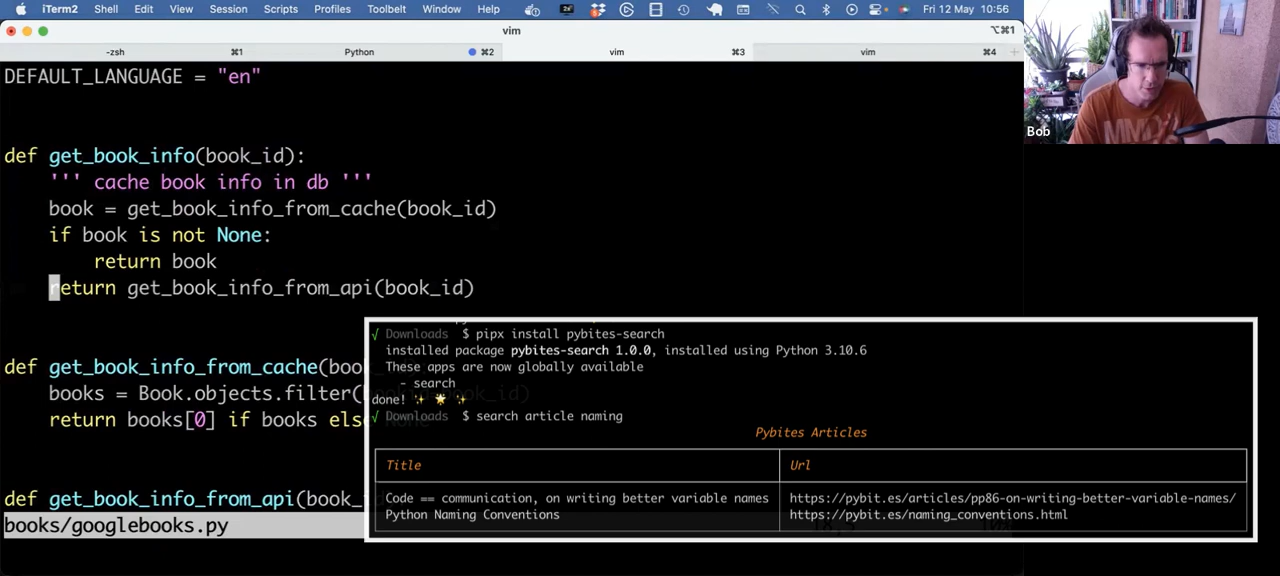 iTerm2 Shell Edit View Session Scripts Profiles Toolbelt Window Help Fri 12 May 10:56
vim ⌥⌘1
-zsh ⌘1 Python ⌘2 vim ⌘3 vim ⌘4
DEFAULT_LANGUAGE = "en"
def get_book_info(book_id):
''' cache book info in db '''
book = get_book_info_from_cache(book_id)
if book is not None:
return book
return get_book_info_from_api(book_id)
def get_book_info_from_cache(book_
books = Book.objects.filter(
return books[0] if books else
def get_book_info_from_api(book_
books/googlebooks.py
√ Downloads $ pipx install pybites-search
installed package pybites-search 1.0.0, installed using Python 3.10.6
These apps are now globally available
- search
done! ✨ 🌟 ✨
√ Downloads $ search article naming
Pybites Articles
Title Url
Code == communication, on writing better variable names https://pybit.es/articles/pp86-on-writing-better-variable-names/
Python Naming Conventions https://pybit.es/naming_conventions.html
Bob